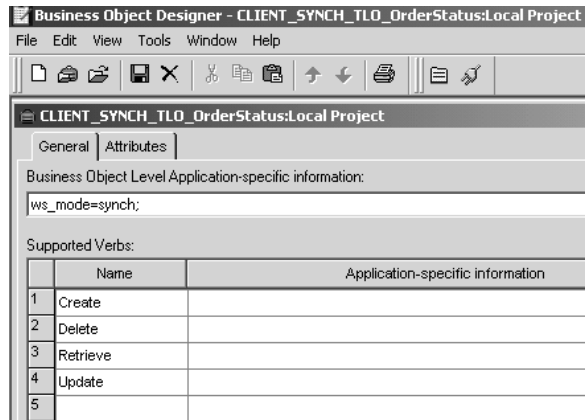 Business Object Designer - CLIENT_SYNCH_TLO_OrderStatus:Local Project
File Edit View Tools Window Help
CLIENT_SYNCH_TLO_OrderStatus:Local Project
General Attributes
Business Object Level Application-specific information:
ws_mode=synch;
Supported Verbs:
Name Application-specific information
1 Create
2 Delete
3 Retrieve
4 Update
5